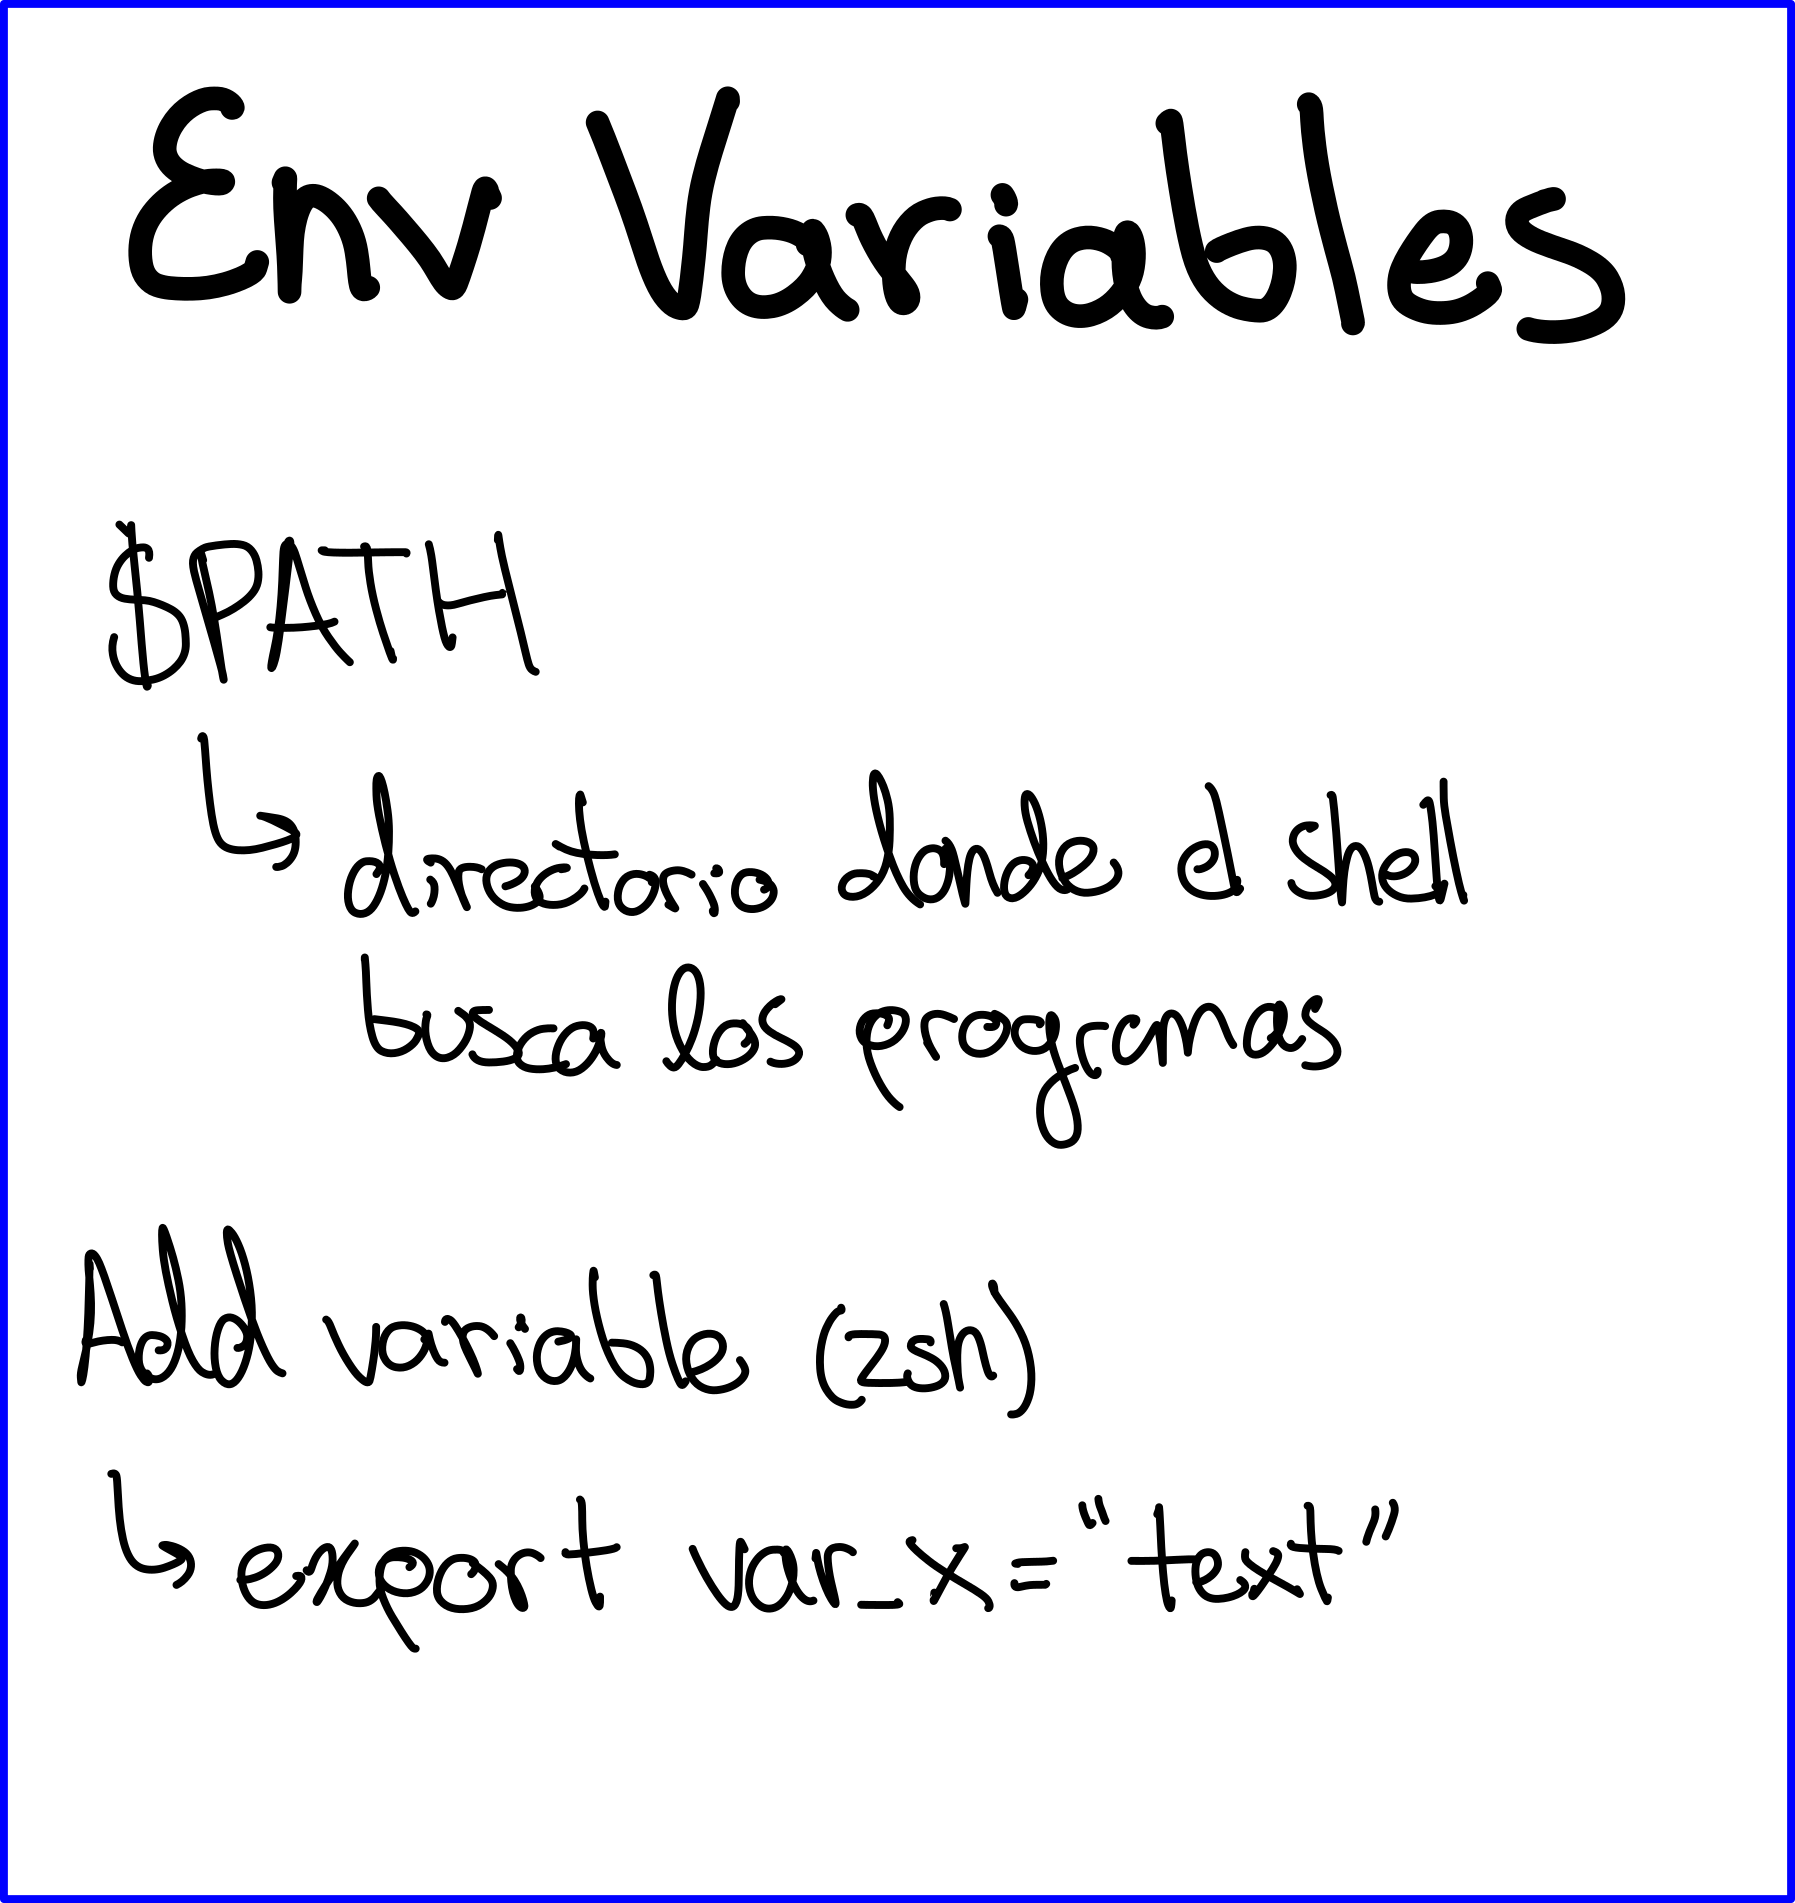 Env Variables
$PATH
↳ directorio donde el shell
busca los programas
Add variable (zsh)
↳ export var_x = "text"